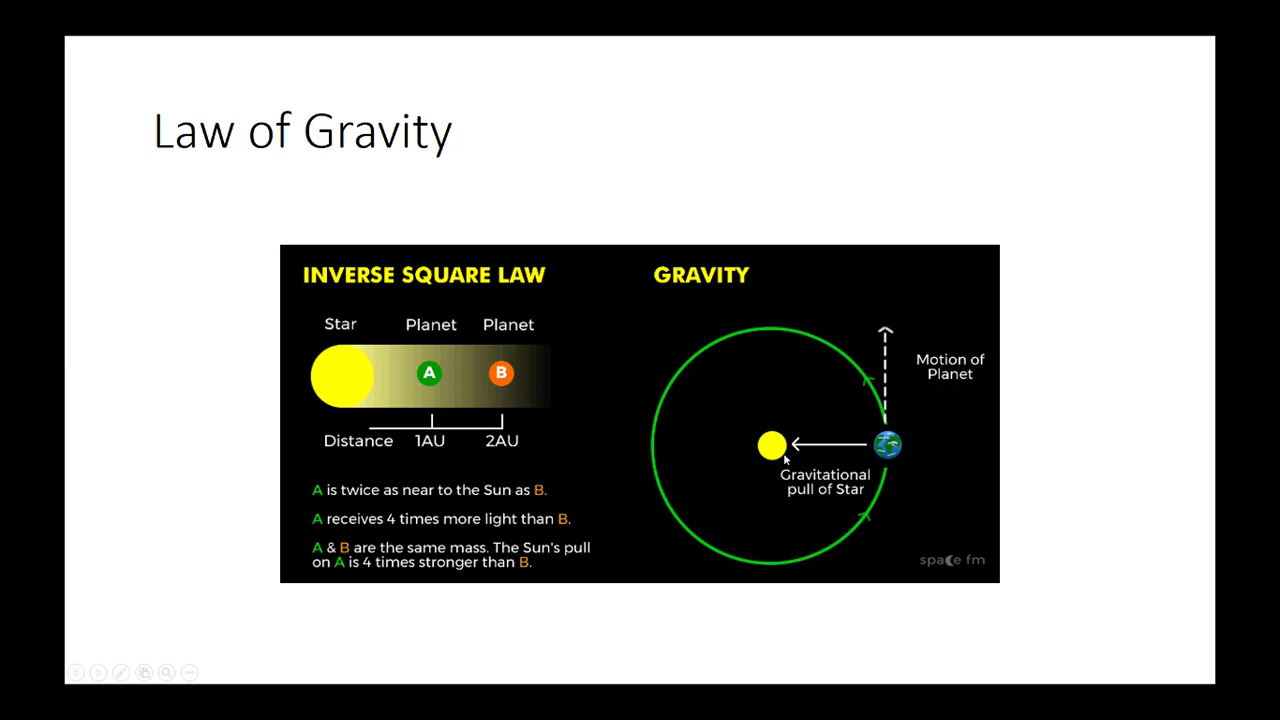 Law of Gravity
INVERSE SQUARE LAW
Star Planet Planet
A B
Distance 1AU 2AU
A is twice as near to the Sun as B.
A receives 4 times more light than B.
A & B are the same mass. The Sun's pull
on A is 4 times stronger than B.
GRAVITY
Motion of
Planet
Gravitational
pull of Star
space fm